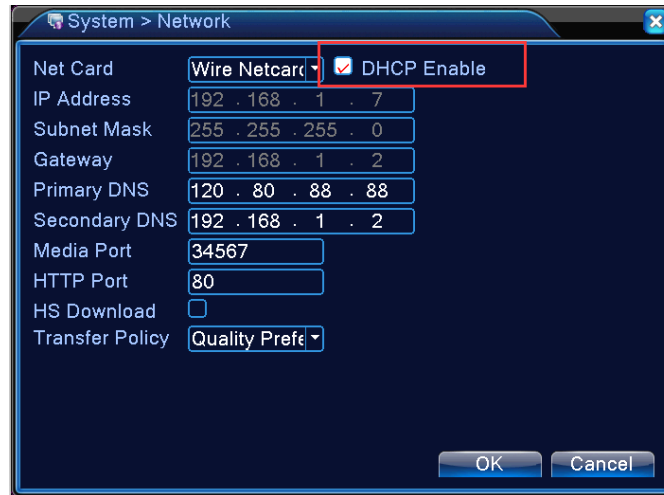 System > Network
Net Card Wire Netcard DHCP Enable
IP Address 192 . 168 . 1 . 7
Subnet Mask 255 . 255 . 255 . 0
Gateway 192 . 168 . 1 . 2
Primary DNS 120 . 80 . 88 . 88
Secondary DNS 192 . 168 . 1 . 2
Media Port 34567
HTTP Port 80
HS Download
Transfer Policy Quality Prefe
OK Cancel